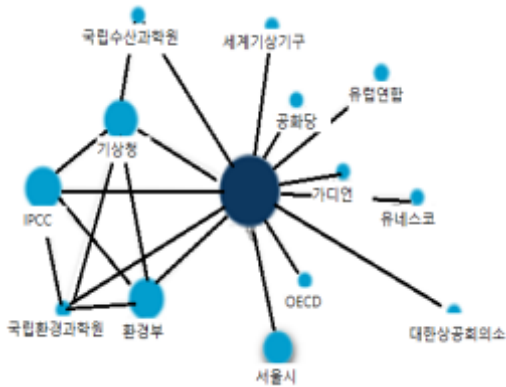 국립수산과학원
세계기상기구
유럽연합
공화당
기상청
가디언
유네스코
IPCC
OECD
국립환경과학원
환경부
대한상공회의소
서울시